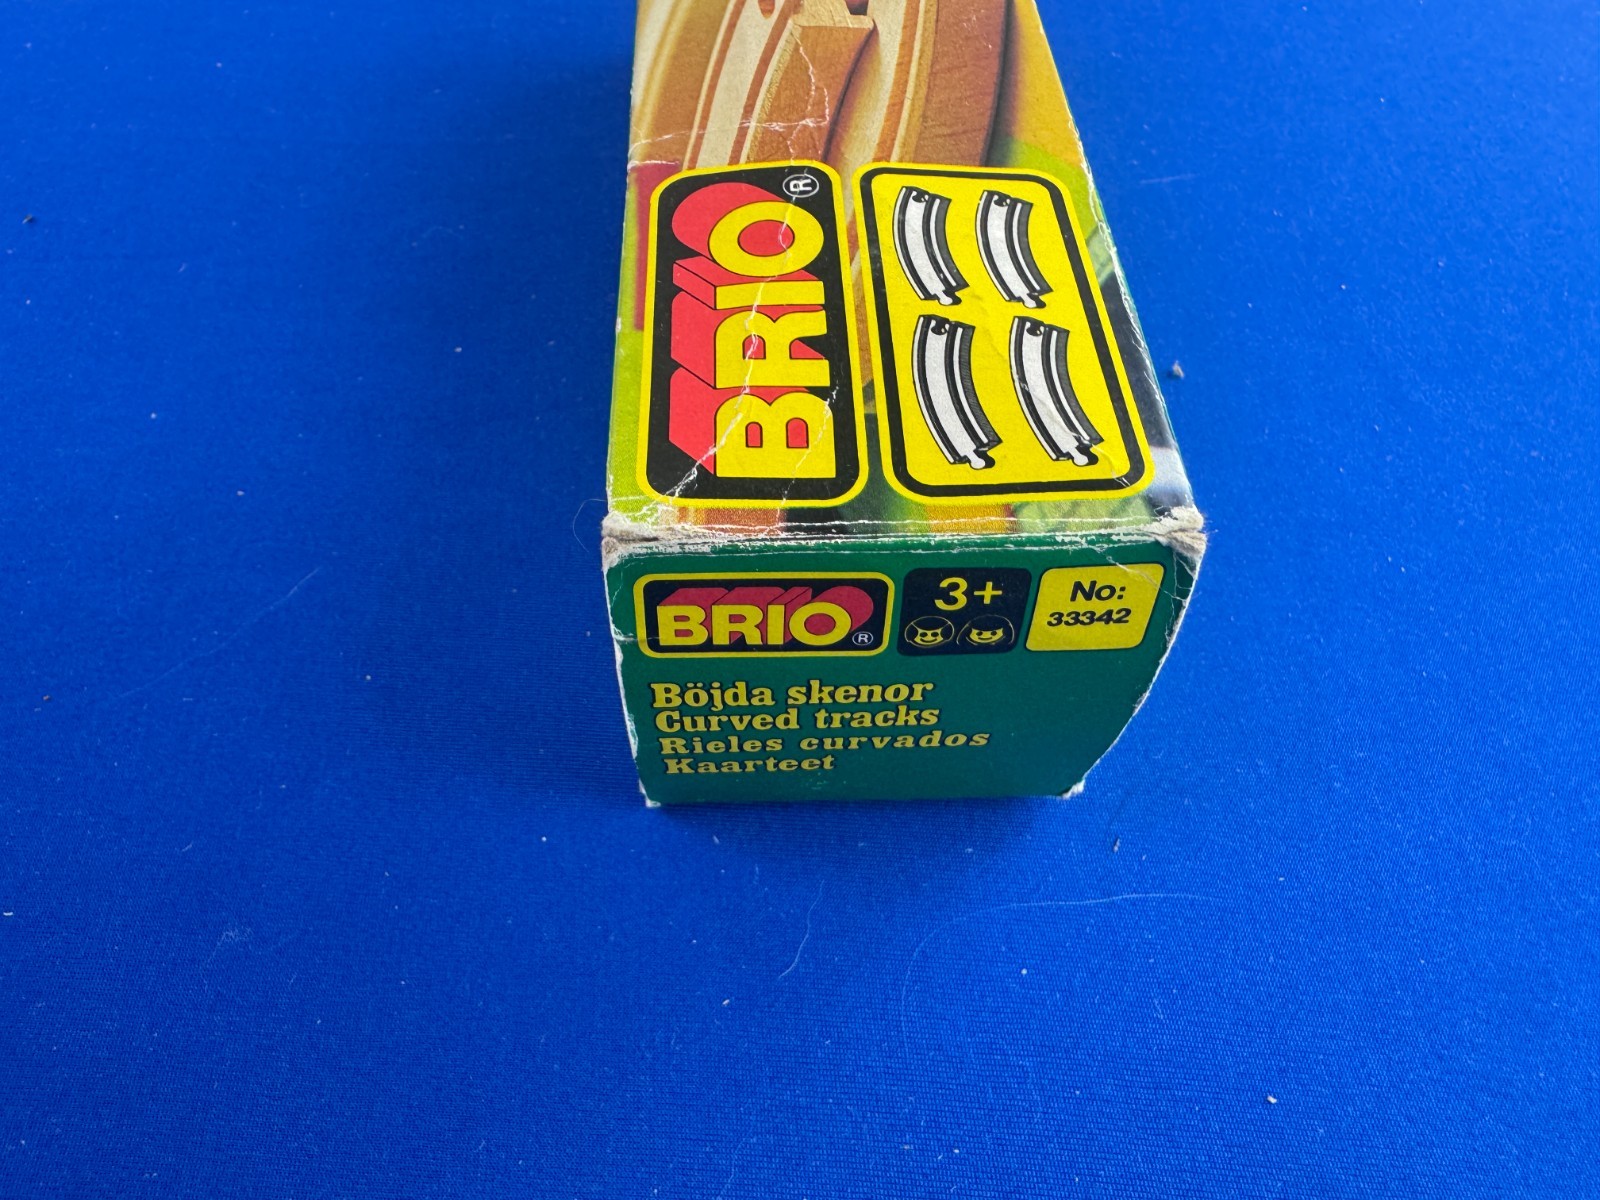 BRIO®
BRIO®
3+
No:
33342
Böjda skenor
Curved tracks
Rieles curvados
Kaarteet